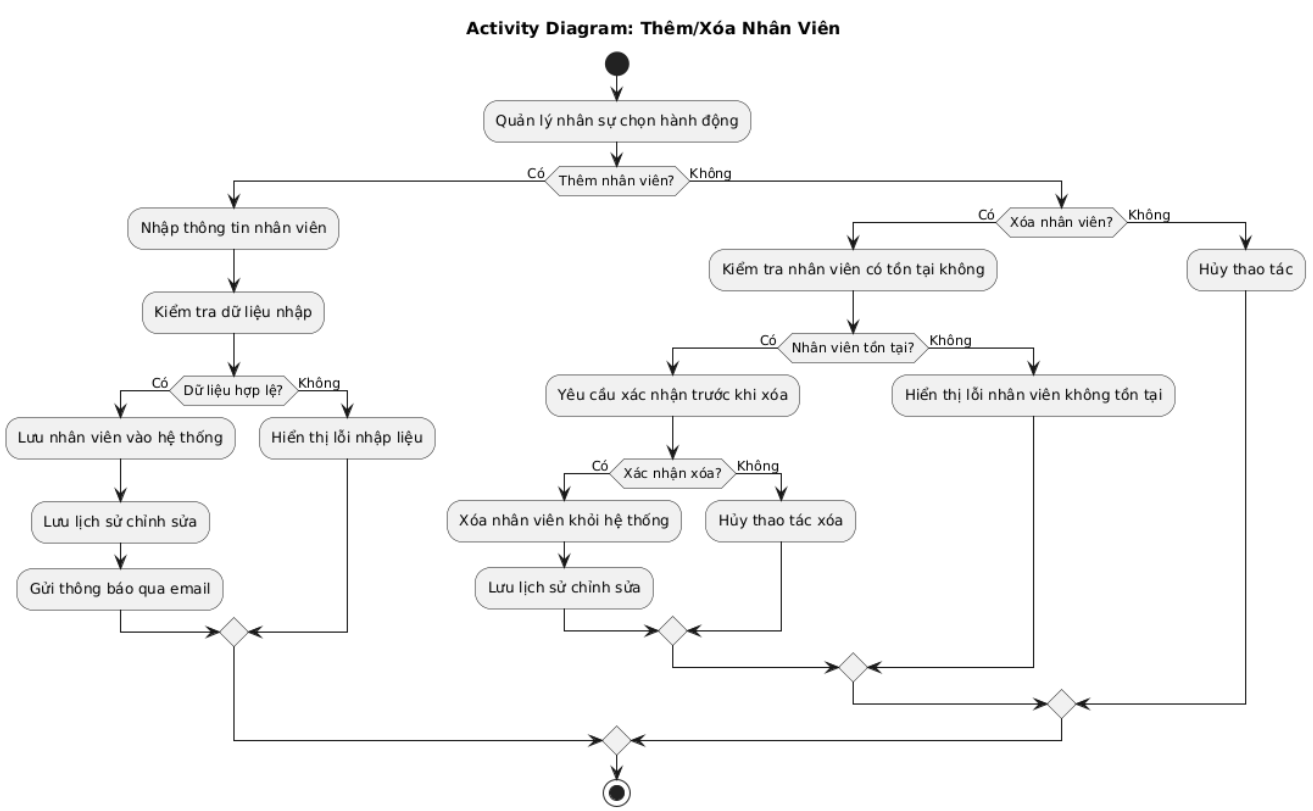 Activity Diagram: Thêm/Xóa Nhân Viên
Quản lý nhân sự chọn hành động
Có
Thêm nhân viên?
Không
Nhập thông tin nhân viên
Kiểm tra dữ liệu nhập
Có
Dữ liệu hợp lệ?
Không
Lưu nhân viên vào hệ thống
Hiển thị lỗi nhập liệu
Lưu lịch sử chỉnh sửa
Gửi thông báo qua email
Có
Xóa nhân viên?
Không
Kiểm tra nhân viên có tồn tại không
Hủy thao tác
Có
Nhân viên tồn tại?
Không
Yêu cầu xác nhận trước khi xóa
Hiển thị lỗi nhân viên không tồn tại
Có
Xác nhận xóa?
Không
Xóa nhân viên khỏi hệ thống
Hủy thao tác xóa
Lưu lịch sử chỉnh sửa